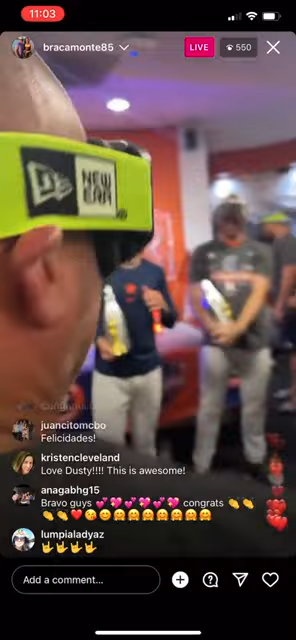 11:03
bracamonte85
LIVE
550
NEW
ERA
juancitomcbo
Felicidades!
kristencleveland
Love Dusty!!!! This is awesome!
anagabhg15
Bravo guys 💕💖💕💖💕💖 congrats 👏👏
👏👏❤️😘😊🤗🤗🤗🤗🤗🤗🤗🤗
lumpialadyaz
🤘🤘🤘🤘
Add a comment...